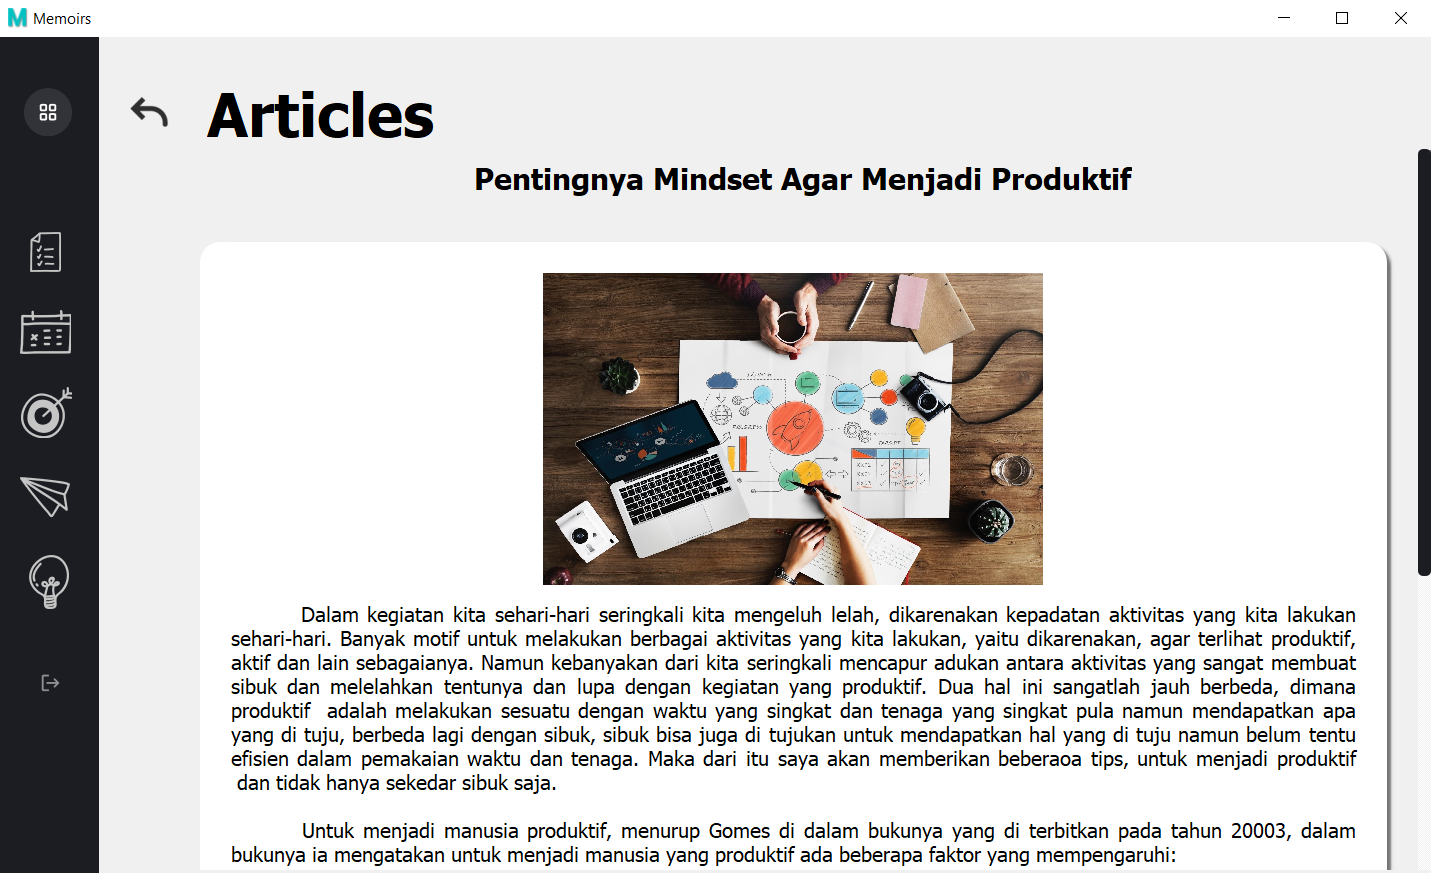 Memoirs
Articles
Pentingnya Mindset Agar Menjadi Produktif
Dalam kegiatan kita sehari-hari seringkali kita mengeluh lelah, dikarenakan kepadatan aktivitas yang kita lakukan
sehari-hari. Banyak motif untuk melakukan berbagai aktivitas yang kita lakukan, yaitu dikarenakan, agar terlihat produktif,
aktif dan lain sebagaianya. Namun kebanyakan dari kita seringkali mencapur adukan antara aktivitas yang sangat membuat
sibuk dan melelahkan tentunya dan lupa dengan kegiatan yang produktif. Dua hal ini sangatlah jauh berbeda, dimana
produktif adalah melakukan sesuatu dengan waktu yang singkat dan tenaga yang singkat pula namun mendapatkan apa
yang di tuju, berbeda lagi dengan sibuk, sibuk bisa juga di tujukan untuk mendapatkan hal yang di tuju namun belum tentu
efisien dalam pemakaian waktu dan tenaga. Maka dari itu saya akan memberikan beberaoa tips, untuk menjadi produktif
dan tidak hanya sekedar sibuk saja.
Untuk menjadi manusia produktif, menurup Gomes di dalam bukunya yang di terbitkan pada tahun 20003, dalam
bukunya ia mengatakan untuk menjadi manusia yang produktif ada beberapa faktor yang mempengaruhi: